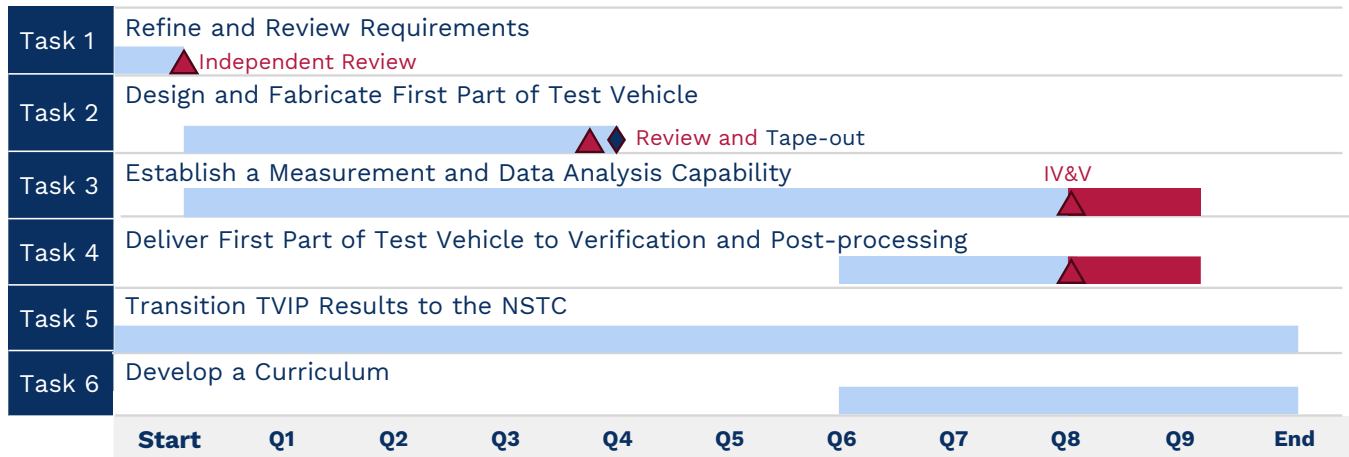 Task 1
Refine and Review Requirements
Independent Review
Task 2
Design and Fabricate First Part of Test Vehicle
Review and Tape-out
Task 3
Establish a Measurement and Data Analysis Capability
IV&V
Task 4
Deliver First Part of Test Vehicle to Verification and Post-processing
Task 5
Transition TVIP Results to the NSTC
Task 6
Develop a Curriculum
Start Q1 Q2 Q3 Q4 Q5 Q6 Q7 Q8 Q9 End